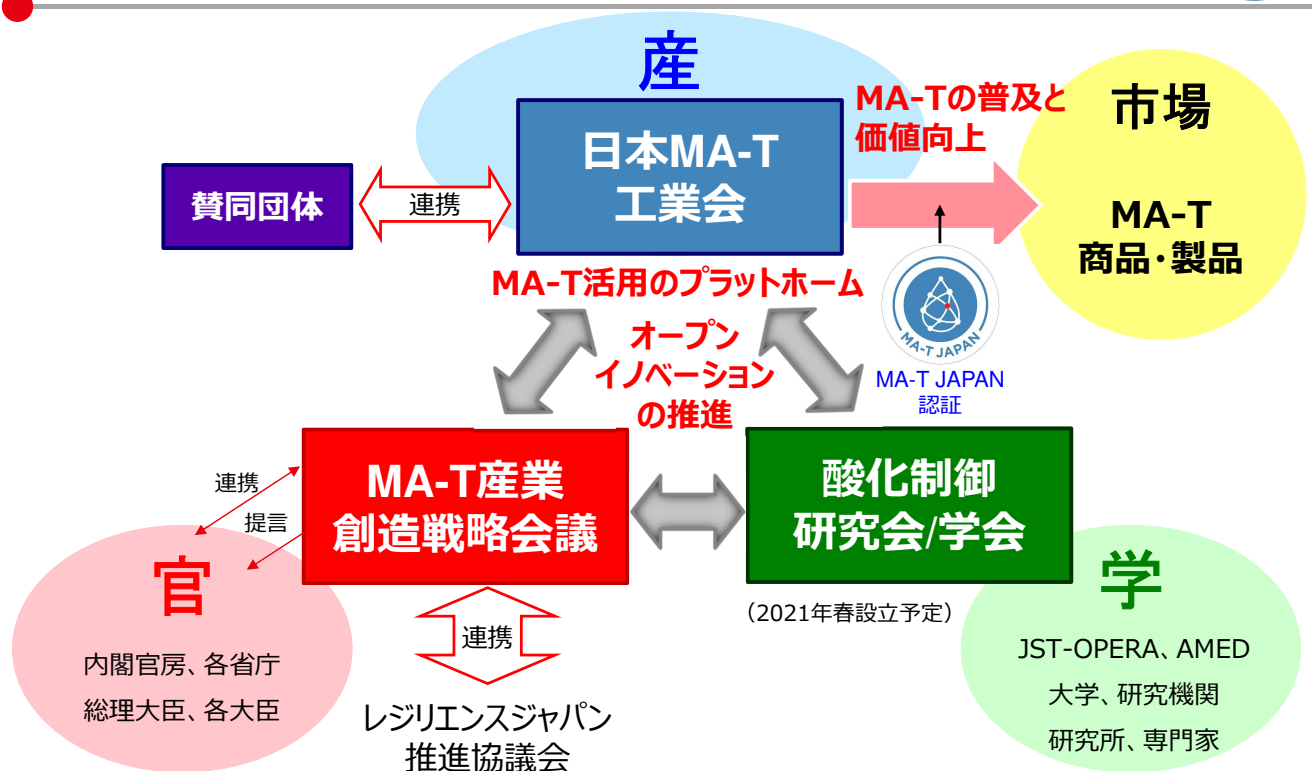 産
日本MA-T
工業会
賛同団体
連携
MA-Tの普及と
価値向上
市場
MA-T
商品・製品
MA-T活用のプラットホーム
オープン
イノベーション
の推進
MA-T JAPAN
MA-T JAPAN
認証
MA-T産業
創造戦略会議
酸化制御
研究会/学会
(2021年春設立予定)
連携
提言
官
内閣官房、各省庁
総理大臣、各大臣
連携
レジリエンスジャパン
推進協議会
学
JST-OPERA、AMED
大学、研究機関
研究所、専門家